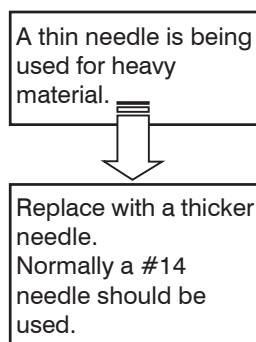 A thin needle is being
used for heavy
material.
Replace with a thicker
needle.
Normally a #14
needle should be
used.